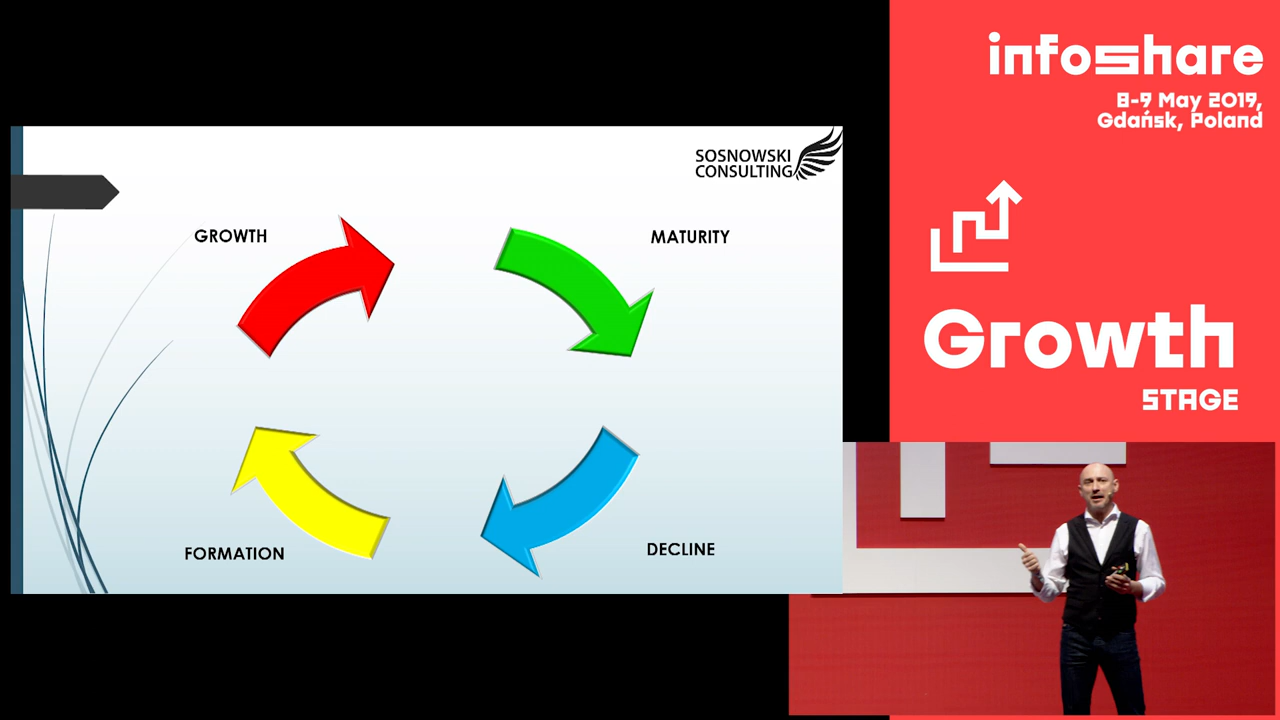 SOSNOWSKI
CONSULTING
GROWTH
MATURITY
FORMATION
DECLINE
infoshare
8-9 May 2019,
Gdańsk, Poland
Growth
STAGE